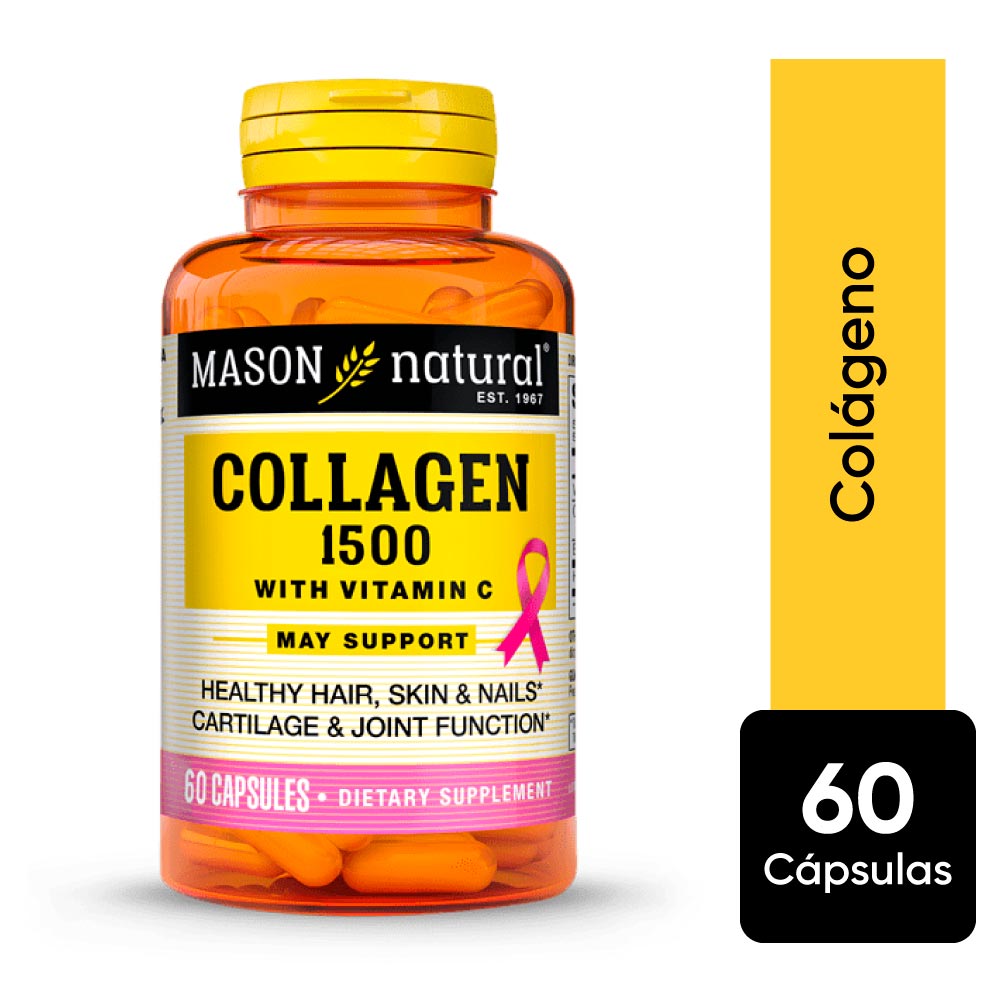 MASON natural®
EST. 1967
COLLAGEN
1500
WITH VITAMIN C
MAY SUPPORT
HEALTHY HAIR, SKIN & NAILS*
CARTILAGE & JOINT FUNCTION*
60 CAPSULES • DIETARY SUPPLEMENT
Colágeno
60
Cápsulas